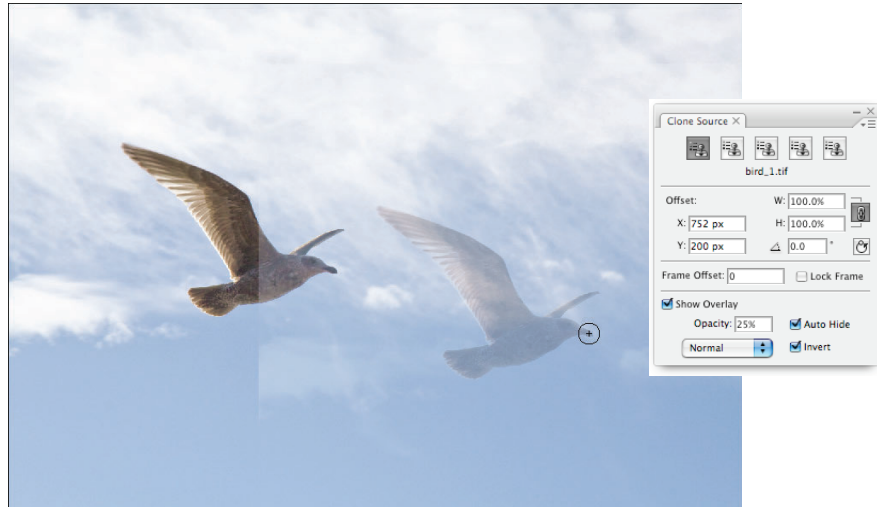 Clone Source ×
bird_1.tif
Offset:
W: 100.0%
X: 752 px
H: 100.0%
Y: 200 px
0.0 °
Frame Offset: 0
Lock Frame
Show Overlay
Opacity: 25%
Auto Hide
Normal
Invert